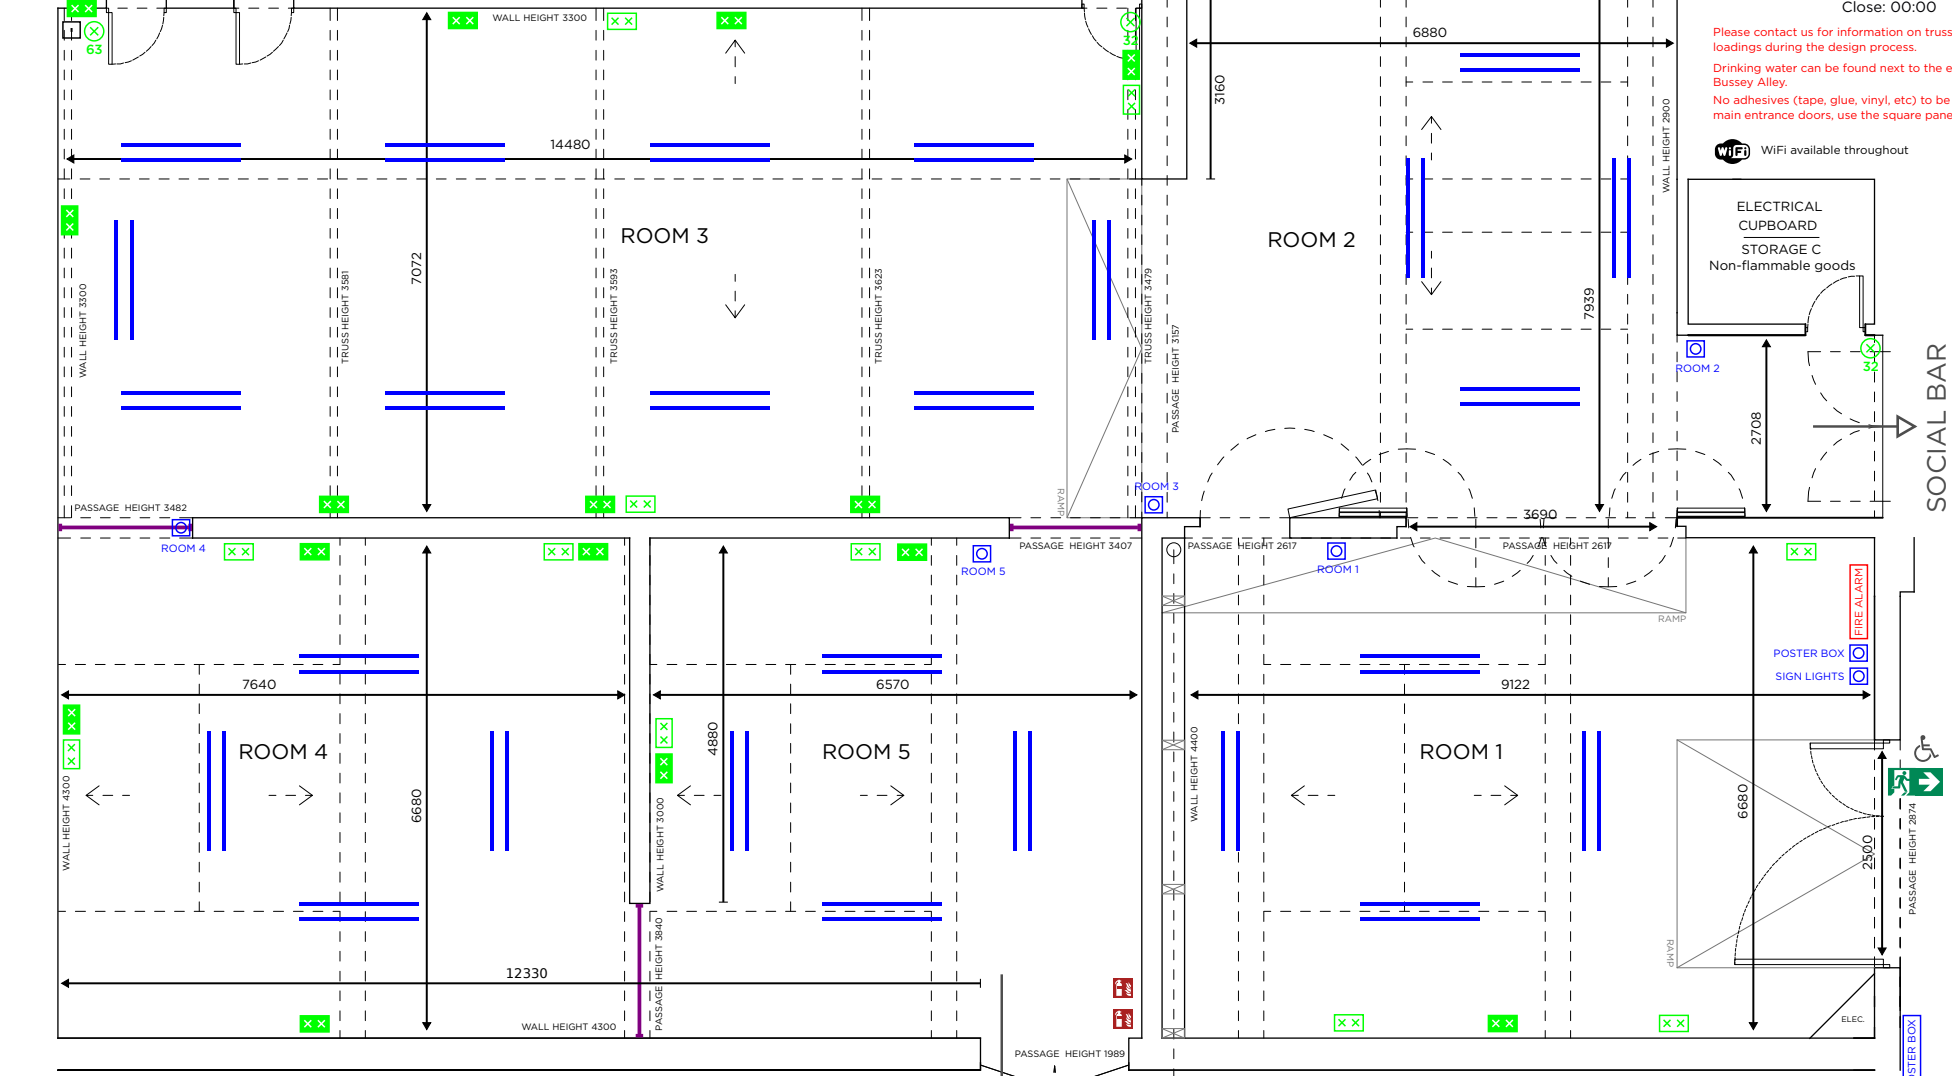 Close: 00:00
WALL HEIGHT 3300
63
32
6880
Please contact us for information on truss
loadings during the design process.
Drinking water can be found next to the e
Bussey Alley.
No adhesives (tape, glue, vinyl, etc) to be
main entrance doors, use the square pane
3160
WALL HEIGHT 2900
14480
WiFi
WiFi available throughout
ROOM 3
ROOM 2
ELECTRICAL
CUPBOARD
STORAGE C
Non-flammable goods
7072
WALL HEIGHT 3300
TRUSS HEIGHT 3581
TRUSS HEIGHT 3593
TRUSS HEIGHT 3623
TRUSS HEIGHT 3479
PASSAGE HEIGHT 3157
7939
ROOM 2
32
2708
SOCIAL BAR
RAMP
ROOM 3
PASSAGE HEIGHT 3482
3690
ROOM 4
PASSAGE HEIGHT 3407
PASSAGE HEIGHT 2617
PASSAGE HEIGHT 2617
ROOM 5
ROOM 1
RAMP
FIRE ALARM
POSTER BOX
SIGN LIGHTS
7640
6570
9122
ROOM 4
ROOM 5
ROOM 1
4880
WALL HEIGHT 4300
6680
WALL HEIGHT 3000
WALL HEIGHT 4400
6680
2500
PASSAGE HEIGHT 2874
PASSAGE HEIGHT 3840
RAMP
12330
WALL HEIGHT 4300
ELEC.
PASSAGE HEIGHT 1989
STER BOX